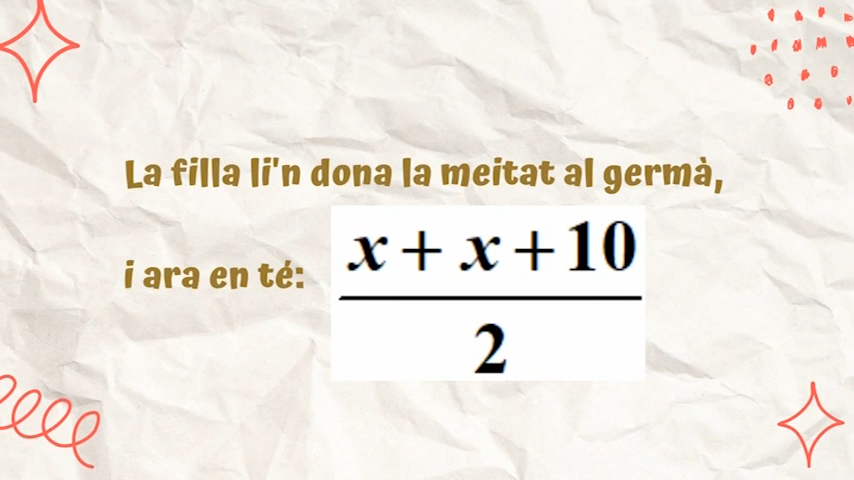 La filla li'n dona la meitat al germà,
i ara en té:
x + x + 10
2